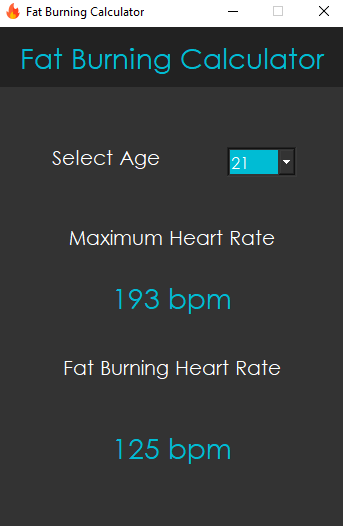 Fat Burning Calculator
Fat Burning Calculator
Select Age
21
Maximum Heart Rate
193 bpm
Fat Burning Heart Rate
125 bpm